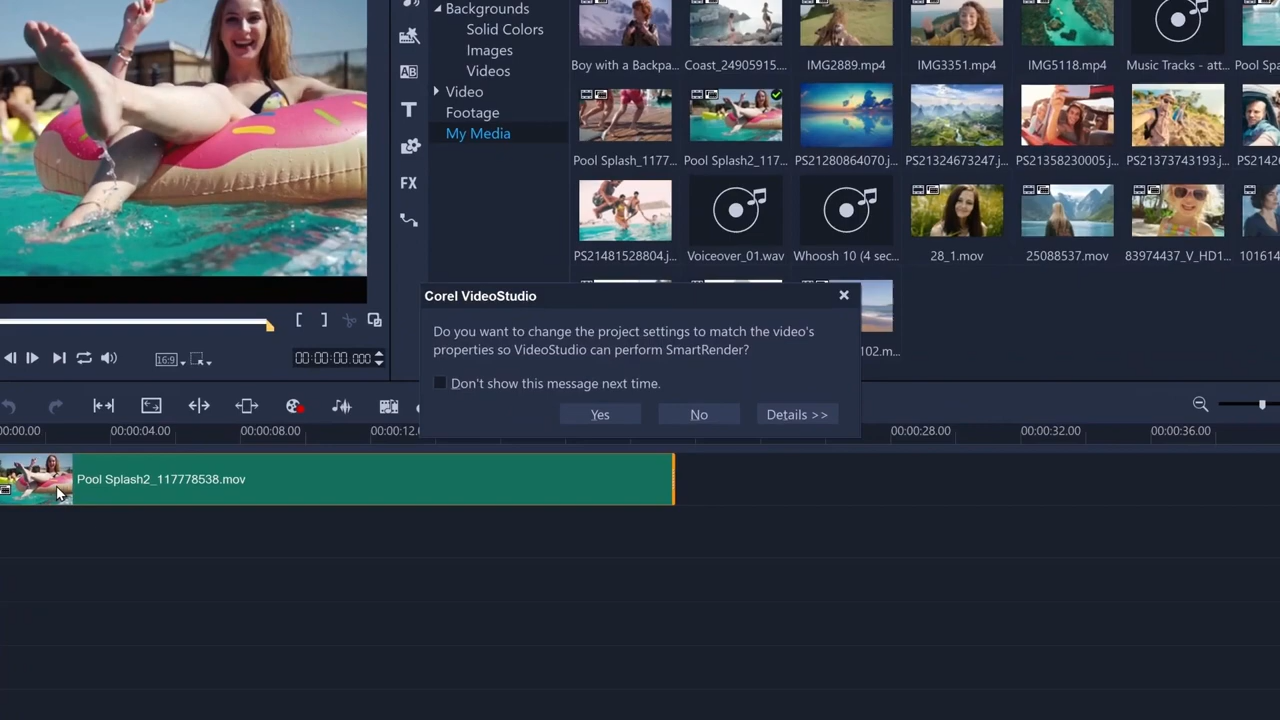 Backgrounds
Solid Colors
Images
Videos
Video
Footage
My Media
AB
T
FX
Boy with a Backpa...
Coast_24905915....
IMG2889.mp4
IMG3351.mp4
IMG5118.mp4
Music Tracks - att...
Pool Spl
Pool Splash_1177...
Pool Splash2_117...
PS21280864070.j...
PS21324673247.j...
PS21358230005.j...
PS21373743193.j...
PS2142
PS21481528804.j...
Voiceover_01.wav
Whoosh 10 (4 sec...
28_1.mov
25088537.mov
83974437_V_HD1...
101614
102.m...
Corel VideoStudio
Do you want to change the project settings to match the video's
properties so VideoStudio can perform SmartRender?
Don't show this message next time.
Yes
No
Details >>
[ ]
16:9
00:00:00.000
00:00.00
00:00:04.00
00:00:08.00
00:00:12.0
00:00:28.00
00:00:32.00
00:00:36.00
Pool Splash2_117778538.mov